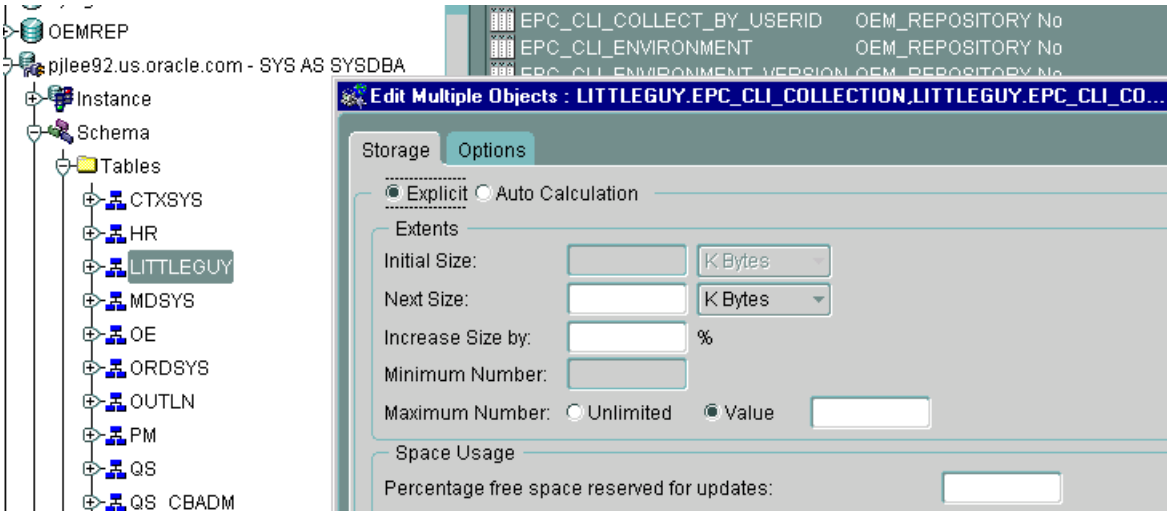 OEMREP
pjlee92.us.oracle.com - SYS AS SYSDBA
Instance
Schema
Tables
CTXSYS
HR
LITTLEGUY
MDSYS
OE
ORDSYS
OUTLN
PM
QS
QS_CBADM
EPC_CLI_COLLECT_BY_USERID OEM_REPOSITORY No
EPC_CLI_ENVIRONMENT OEM_REPOSITORY No
EPC_CLI_ENVIRONMENT_VERSION OEM_REPOSITORY No
Edit Multiple Objects : LITTLEGUY.EPC_CLI_COLLECTION,LITTLEGUY.EPC_CLI_CO...
Storage Options
Explicit Auto Calculation
Extents
Initial Size: K Bytes
Next Size: K Bytes
Increase Size by: %
Minimum Number:
Maximum Number: Unlimited Value
Space Usage
Percentage free space reserved for updates: